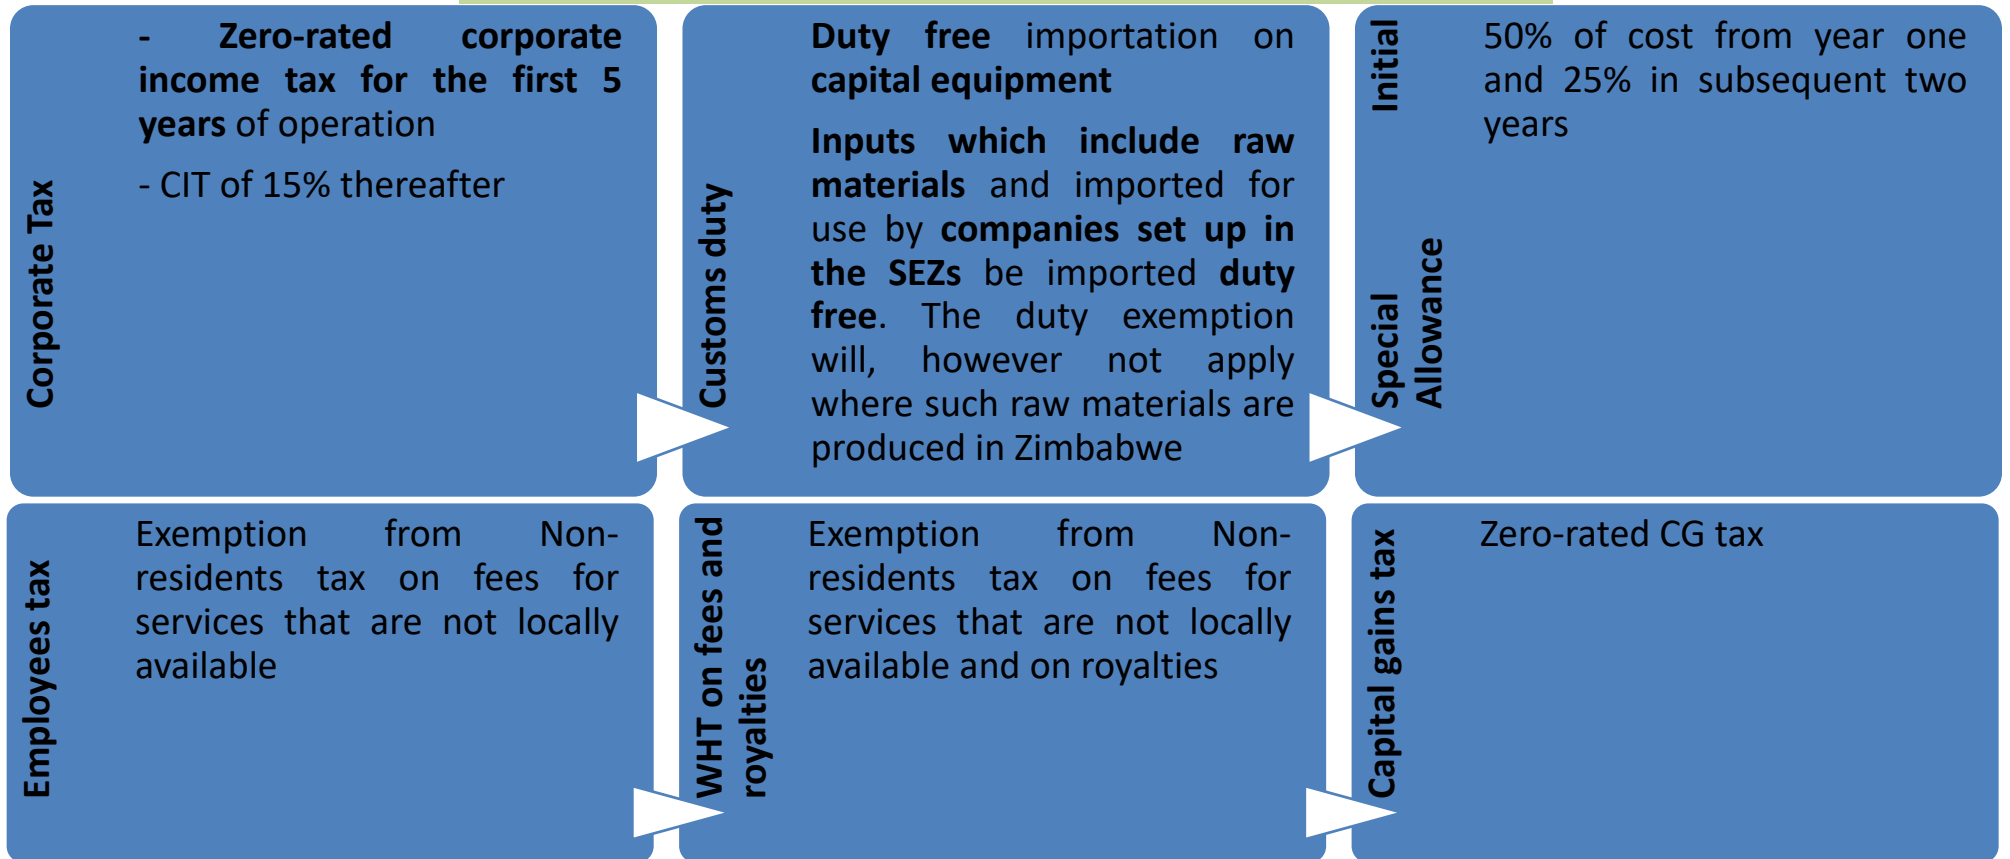 Corporate Tax
- Zero-rated corporate
income tax for the first 5
years of operation
- CIT of 15% thereafter
Customs duty
Duty free importation on
capital equipment
Inputs which include raw
materials and imported for
use by companies set up in
the SEZs be imported duty
free. The duty exemption
will, however not apply
where such raw materials are
produced in Zimbabwe
Special Initial
Allowance
50% of cost from year one
and 25% in subsequent two
years
Employees tax
Exemption from Non-
residents tax on fees for
services that are not locally
available
WHT on fees and
royalties
Exemption from Non-
residents tax on fees for
services that are not locally
available and on royalties
Capital gains tax
Zero-rated CG tax